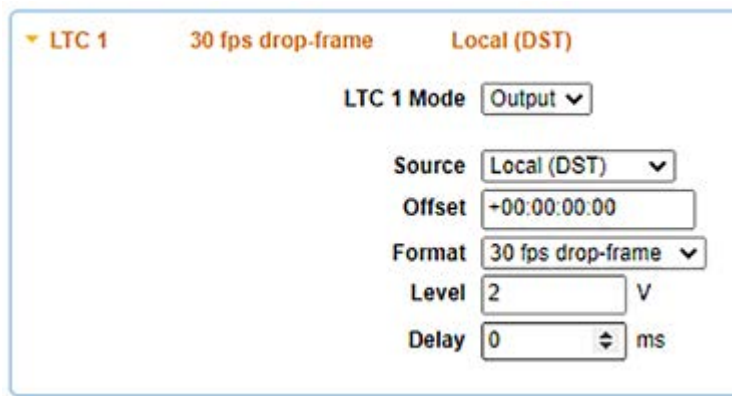 LTC 1 30 fps drop-frame Local (DST)
LTC 1 Mode Output
Source Local (DST)
Offset +00:00:00:00
Format 30 fps drop-frame
Level 2 V
Delay 0 ms